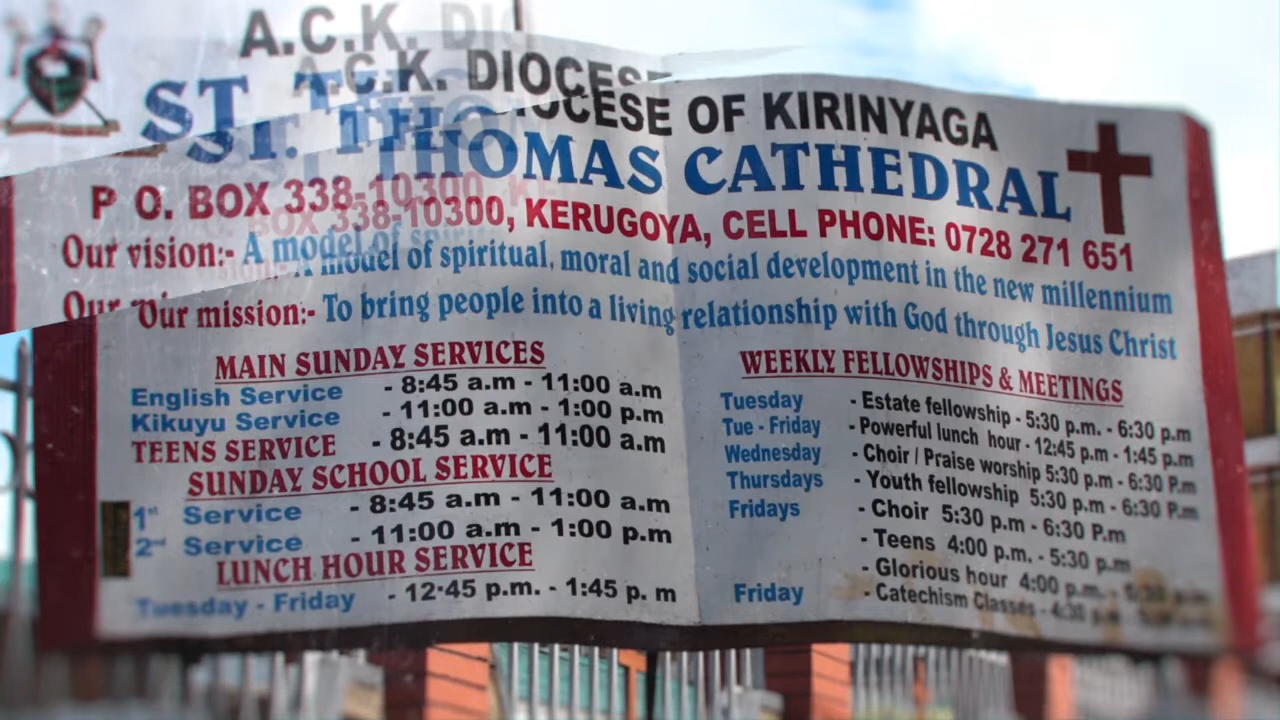 A.C.K. DIOCESE OF KIRINYAGA
ST. THOMAS CATHEDRAL
P O. BOX 338-10300, KERUGOYA, CELL PHONE: 0728 271 651
Our vision:- A model of spiritual, moral and social development in the new millennium
Our mission:- To bring people into a living relationship with God through Jesus Christ
MAIN SUNDAY SERVICES
English Service - 8:45 a.m - 11:00 a.m
Kikuyu Service - 11:00 a.m - 1:00 p.m
TEENS SERVICE - 8:45 a.m - 11:00 a.m
SUNDAY SCHOOL SERVICE
1st Service - 8:45 a.m - 11:00 a.m
2nd Service - 11:00 a.m - 1:00 p.m
LUNCH HOUR SERVICE
Tuesday - Friday - 12:45 p.m. - 1:45 p. m
WEEKLY FELLOWSHIPS & MEETINGS
Tuesday - Estate fellowship - 5:30 p.m. - 6:30 p.m
Tue - Friday - Powerful lunch hour - 12:45 p.m - 1:45 p.m
Wednesday - Choir / Praise worship 5:30 p.m - 6:30 P.m
Thursdays - Youth fellowship 5:30 p.m - 6:30 P.m
Fridays - Choir 5:30 p.m - 6:30 P.m
- Teens 4:00 p.m. - 5:30 p.m
- Glorious hour 4:00 p.m. -
Friday - Catechism Classes - 4:30 p.m -